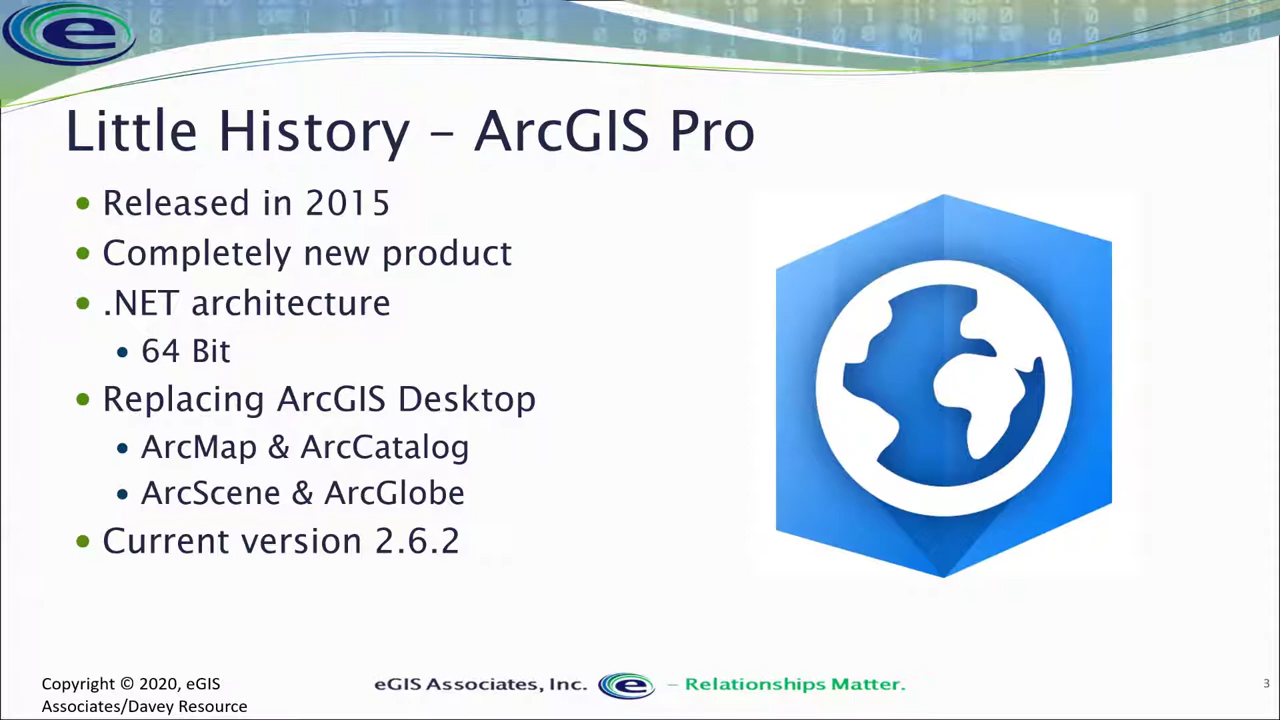 e
Little History – ArcGIS Pro
• Released in 2015
• Completely new product
• .NET architecture
• 64 Bit
• Replacing ArcGIS Desktop
• ArcMap & ArcCatalog
• ArcScene & ArcGlobe
• Current version 2.6.2
Copyright © 2020, eGIS
Associates/Davey Resource
eGIS Associates, Inc. e – Relationships Matter.
3